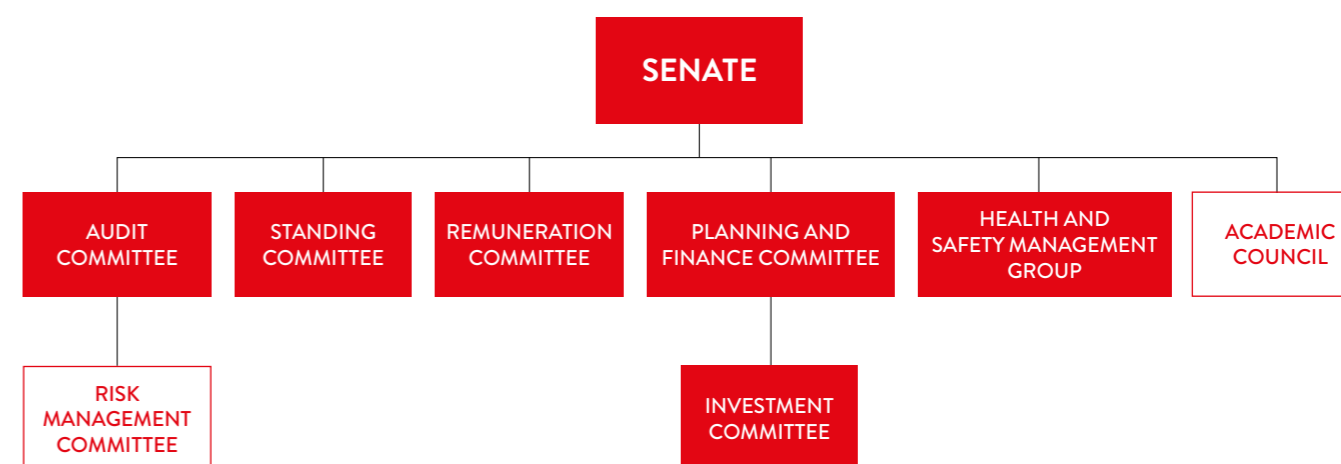 SENATE
AUDIT
COMMITTEE
STANDING
COMMITTEE
REMUNERATION
COMMITTEE
PLANNING AND
FINANCE COMMITTEE
HEALTH AND
SAFETY MANAGEMENT
GROUP
ACADEMIC
COUNCIL
RISK
MANAGEMENT
COMMITTEE
INVESTMENT
COMMITTEE